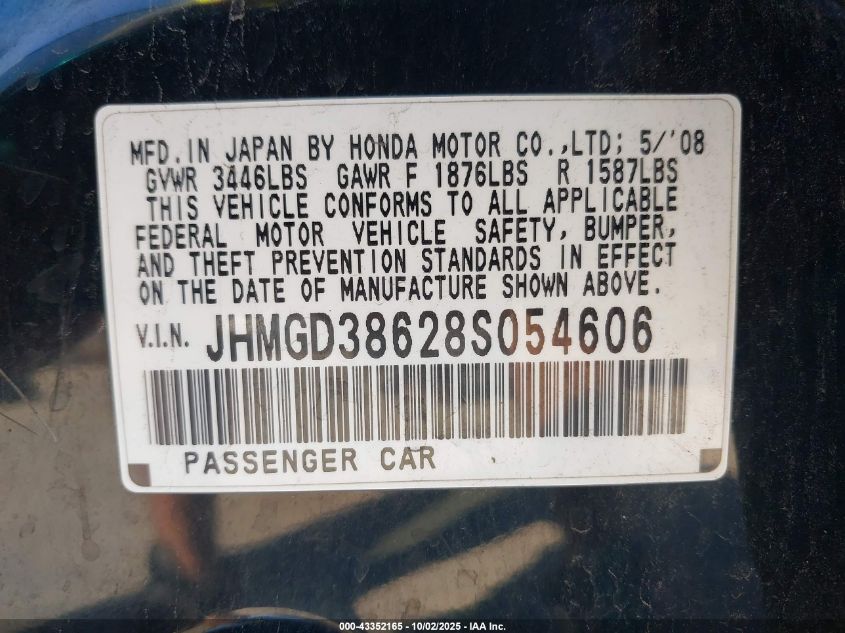 MFD. IN JAPAN BY HONDA MOTOR CO.,LTD; 5/'08
GVWR 3446LBS GAWR F 1876LBS R 1587LBS
THIS VEHICLE CONFORMS TO ALL APPLICABLE
FEDERAL MOTOR VEHICLE SAFETY, BUMPER,
AND THEFT PREVENTION STANDARDS IN EFFECT
ON THE DATE OF MANUFACTURE SHOWN ABOVE.
V.I.N. JHMGD38628S054606
PASSENGER CAR
000-43352165 - 10/02/2025 - IAA Inc.